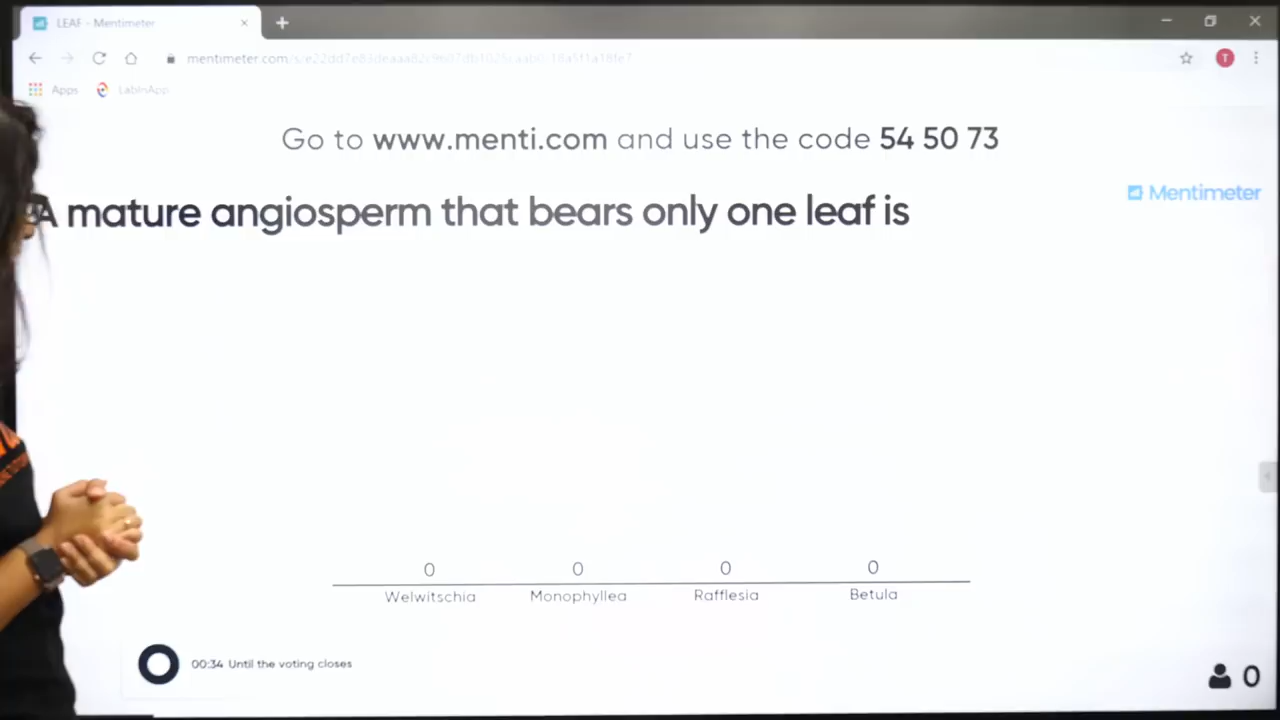 LEAF - Mentimeter
mentimeter.com
Apps
LabInApp
Go to www.menti.com and use the code 54 50 73
A mature angiosperm that bears only one leaf is
Mentimeter
0 0 0 0
Welwitschia Monophyllea Rafflesia Betula
00:34 Until the voting closes
0
T